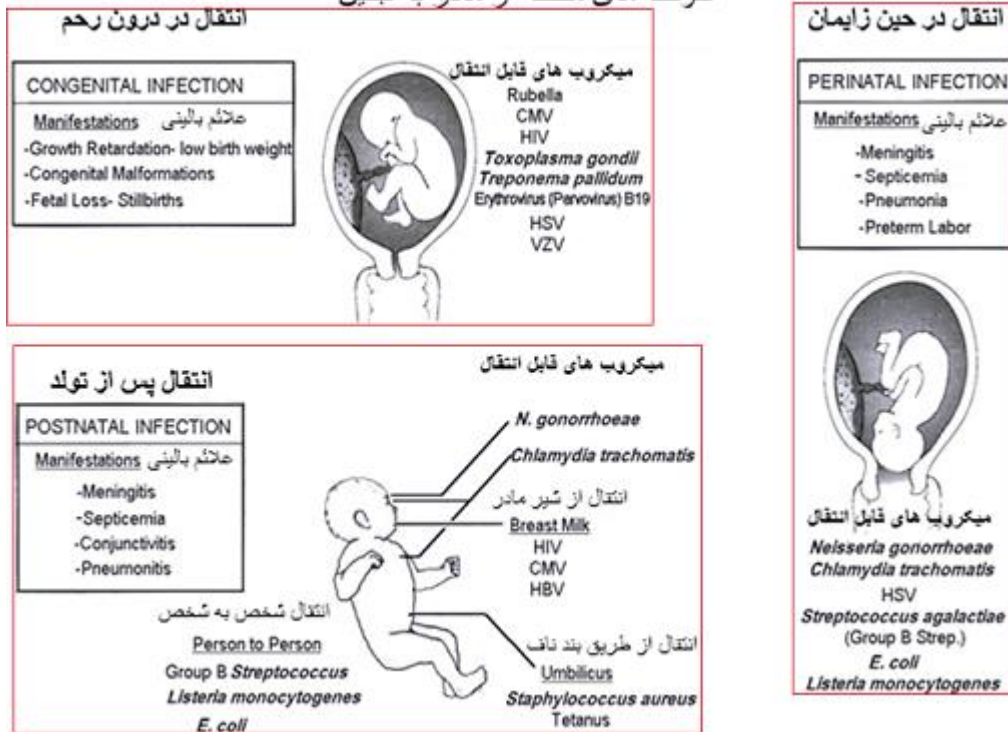 انتقال در درون رحم
CONGENITAL INFECTION
Manifestations علائم بالینی
-Growth Retardation- low birth weight
-Congenital Malformations
-Fetal Loss- Stillbirths
میکروب های قابل انتقال
Rubella
CMV
HIV
Toxoplasma gondii
Treponema pallidum
Erythrovirus (Parvovirus) B19
HSV
VZV
انتقال در حین زایمان
PERINATAL INFECTION
Manifestations علائم بالینی
-Meningitis
- Septicemia
-Pneumonia
-Preterm Labor
میکروب های قابل انتقال
Neisseria gonorrhoeae
Chlamydia trachomatis
HSV
Streptococcus agalactiae
(Group B Strep.)
E. coli
Listeria monocytogenes
انتقال پس از تولد
POSTNATAL INFECTION
Manifestations علائم بالینی
-Meningitis
-Septicemia
-Conjunctivitis
-Pneumonitis
میکروب های قابل انتقال
N. gonorrhoeae
Chlamydia trachomatis
انتقال از شیر مادر
Breast Milk
HIV
CMV
HBV
انتقال شخص به شخص
Person to Person
Group B Streptococcus
Listeria monocytogenes
E. coli
انتقال از طریق بند ناف
Umbilicus
Staphylococcus aureus
Tetanus